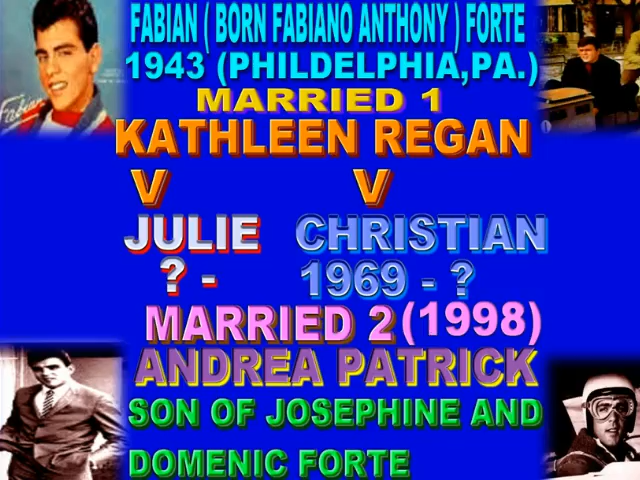 FABIAN ( BORN FABIANO ANTHONY ) FORTE
1943 (PHILDELPHIA,PA.)
MARRIED 1
KATHLEEN REGAN
V V
JULIE CHRISTIAN
? - 1969 - ?
MARRIED 2 (1998)
ANDREA PATRICK
SON OF JOSEPHINE AND
DOMENIC FORTE
Fabian